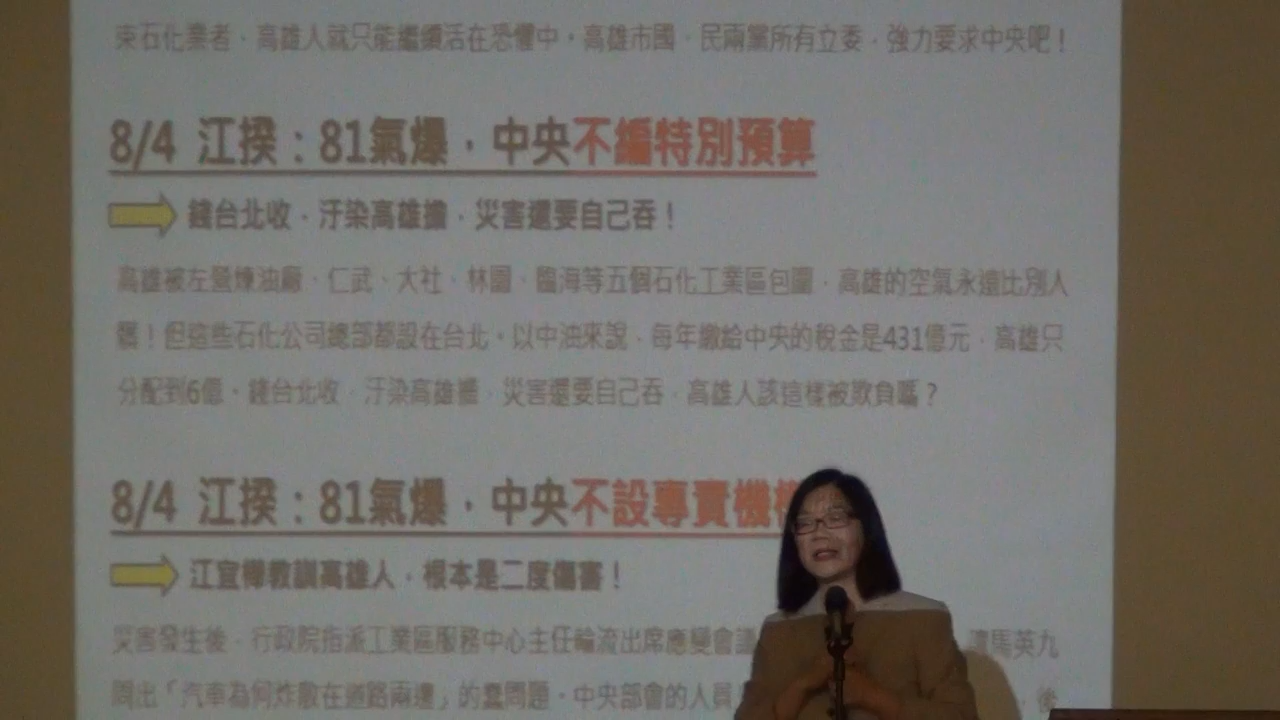 束石化業者，高雄人就只能繼續活在恐懼中，高雄市國、民兩黨所有立委，強力要求中央吧！
8/4 江揆：81氣爆，中央不編特別預算
錢台北收，汙染高雄擔，災害還要自己吞！
高雄被左營煉油廠、仁武、大社、林園、臨海等五個石化工業區包圍，高雄的空氣永遠比別人
髒！但這些石化公司總部都設在台北，以中油來說，每年繳給中央的稅金是431億元，高雄只
分配到6億。錢台北收，汙染高雄擔，災害還要自己吞，高雄人該這樣被欺負嗎？
8/4 江揆：81氣爆，中央不設專責機
江宜樺教訓高雄人，根本是二度傷害！
災害發生後，行政院指派工業區服務中心主任輪流出席應變會議 讓馬英九
問出「汽車為何炸散在道路兩邊」的蠢問題。中央部會的人員 後